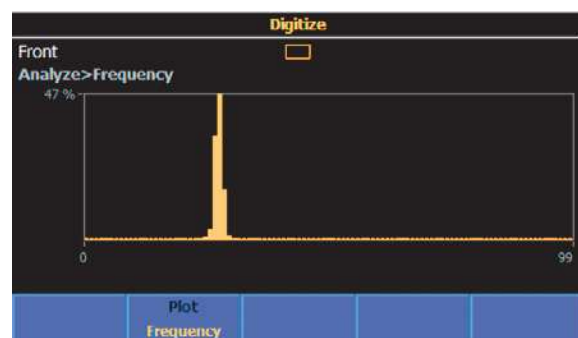 Digitize
Front
Analyze>Frequency
47 %
0
99
Plot
Frequency